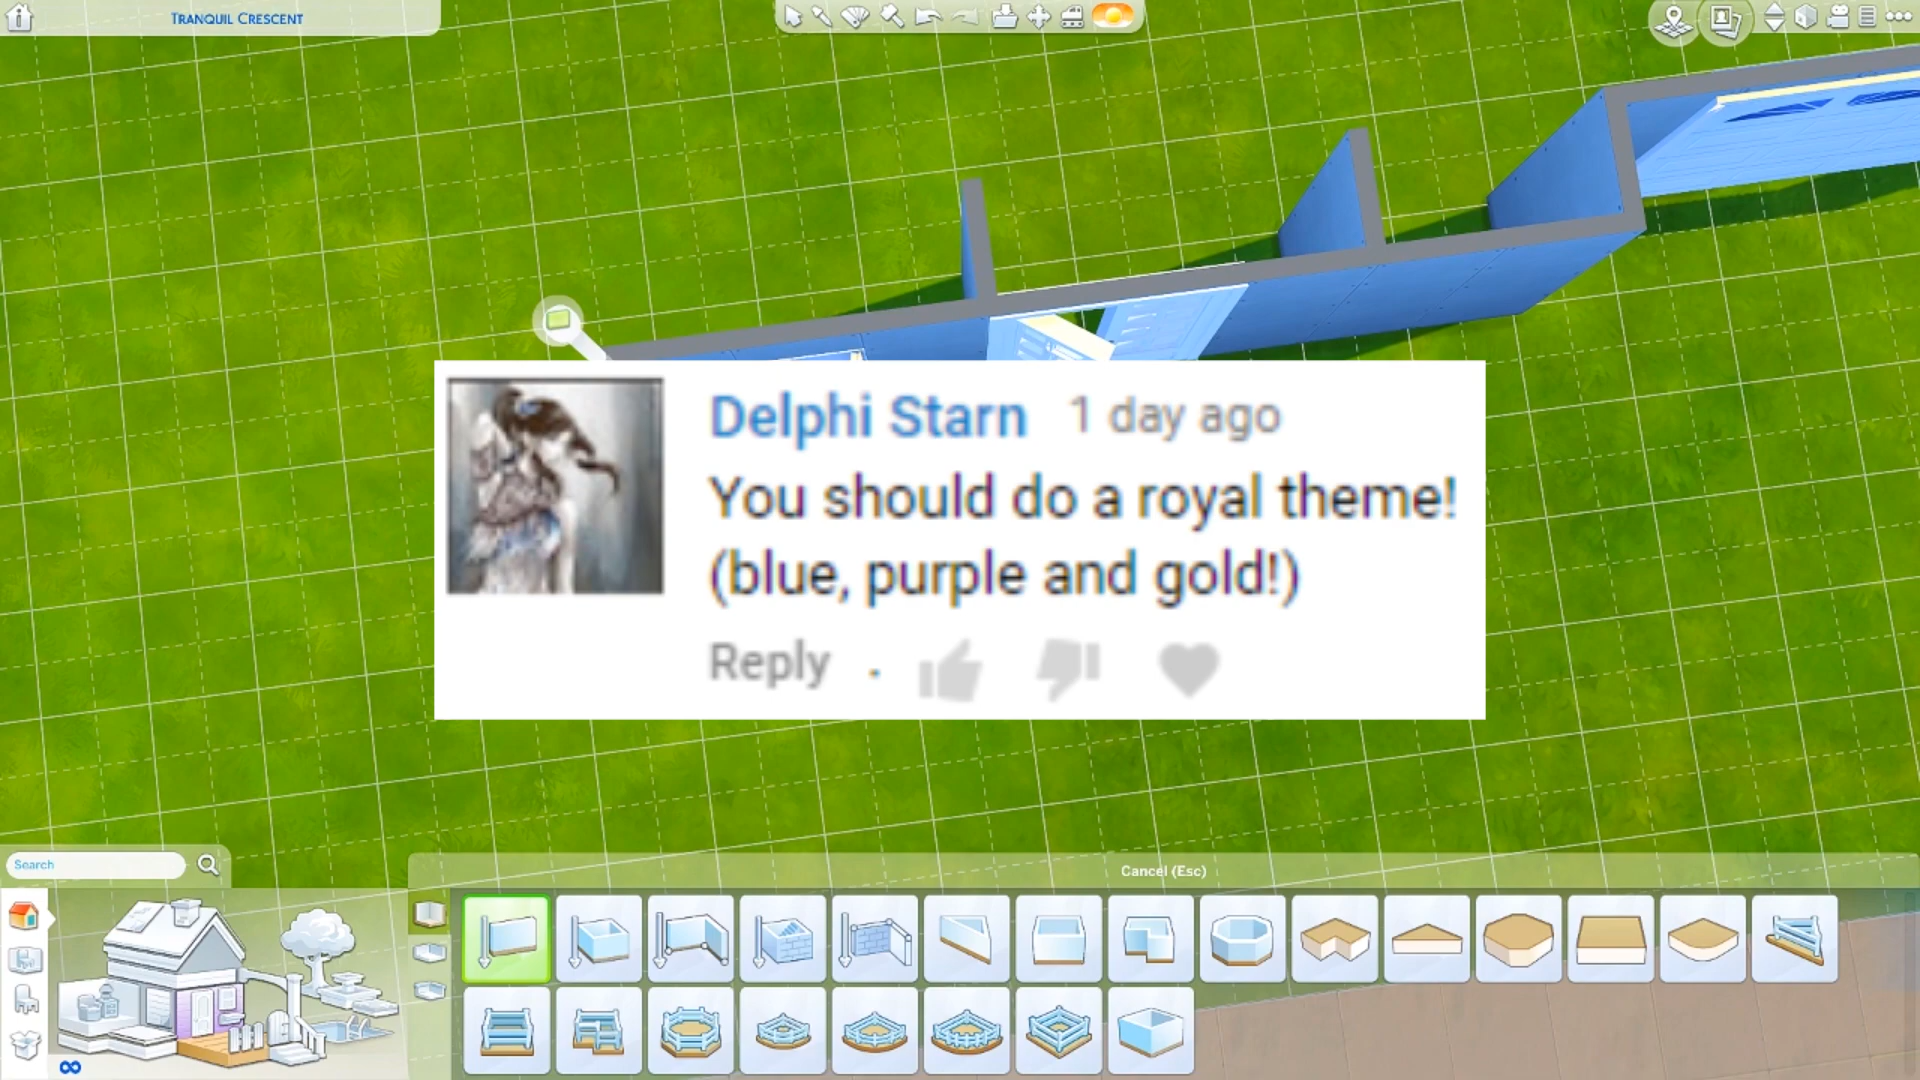 TRANQUIL CRESCENT
Delphi Starn 1 day ago
You should do a royal theme!
(blue, purple and gold!)
Reply
Search
Cancel (Esc)